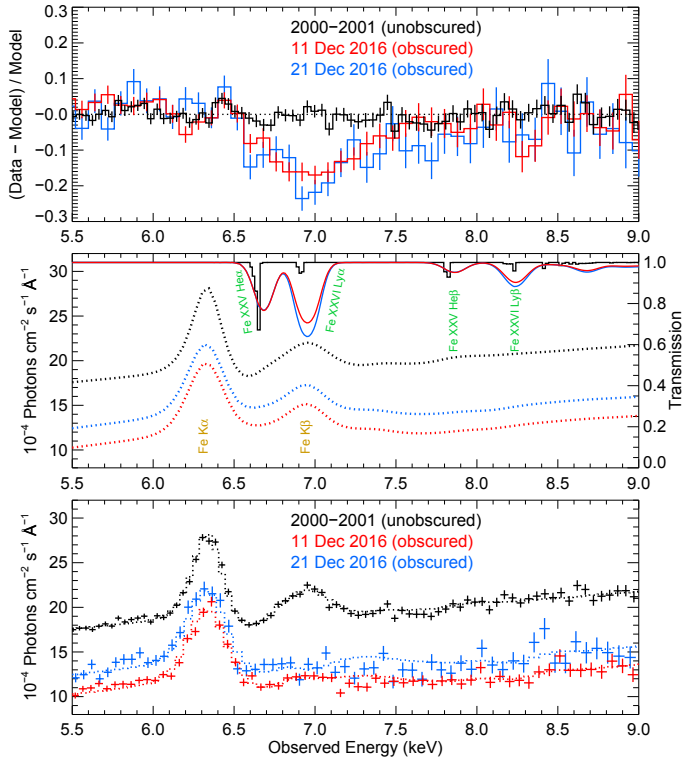 2000−2001 (unobscured)
11 Dec 2016 (obscured)
21 Dec 2016 (obscured)
(Data − Model) / Model
0.3
0.2
0.1
−0.0
−0.1
−0.2
−0.3
5.5 6.0 6.5 7.0 7.5 8.0 8.5 9.0
10⁻⁴ Photons cm⁻² s⁻¹ Å⁻¹
30
25
20
15
10
Fe XXV Heα
Fe XXVI Lyα
Fe XXV Heβ
Fe XXVI Lyβ
Fe Kα
Fe Kβ
1.0
0.8
0.6
0.4
0.2
0.0
Transmission
5.5 6.0 6.5 7.0 7.5 8.0 8.5 9.0
2000−2001 (unobscured)
11 Dec 2016 (obscured)
21 Dec 2016 (obscured)
10⁻⁴ Photons cm⁻² s⁻¹ Å⁻¹
30
25
20
15
10
5.5 6.0 6.5 7.0 7.5 8.0 8.5 9.0
Observed Energy (keV)